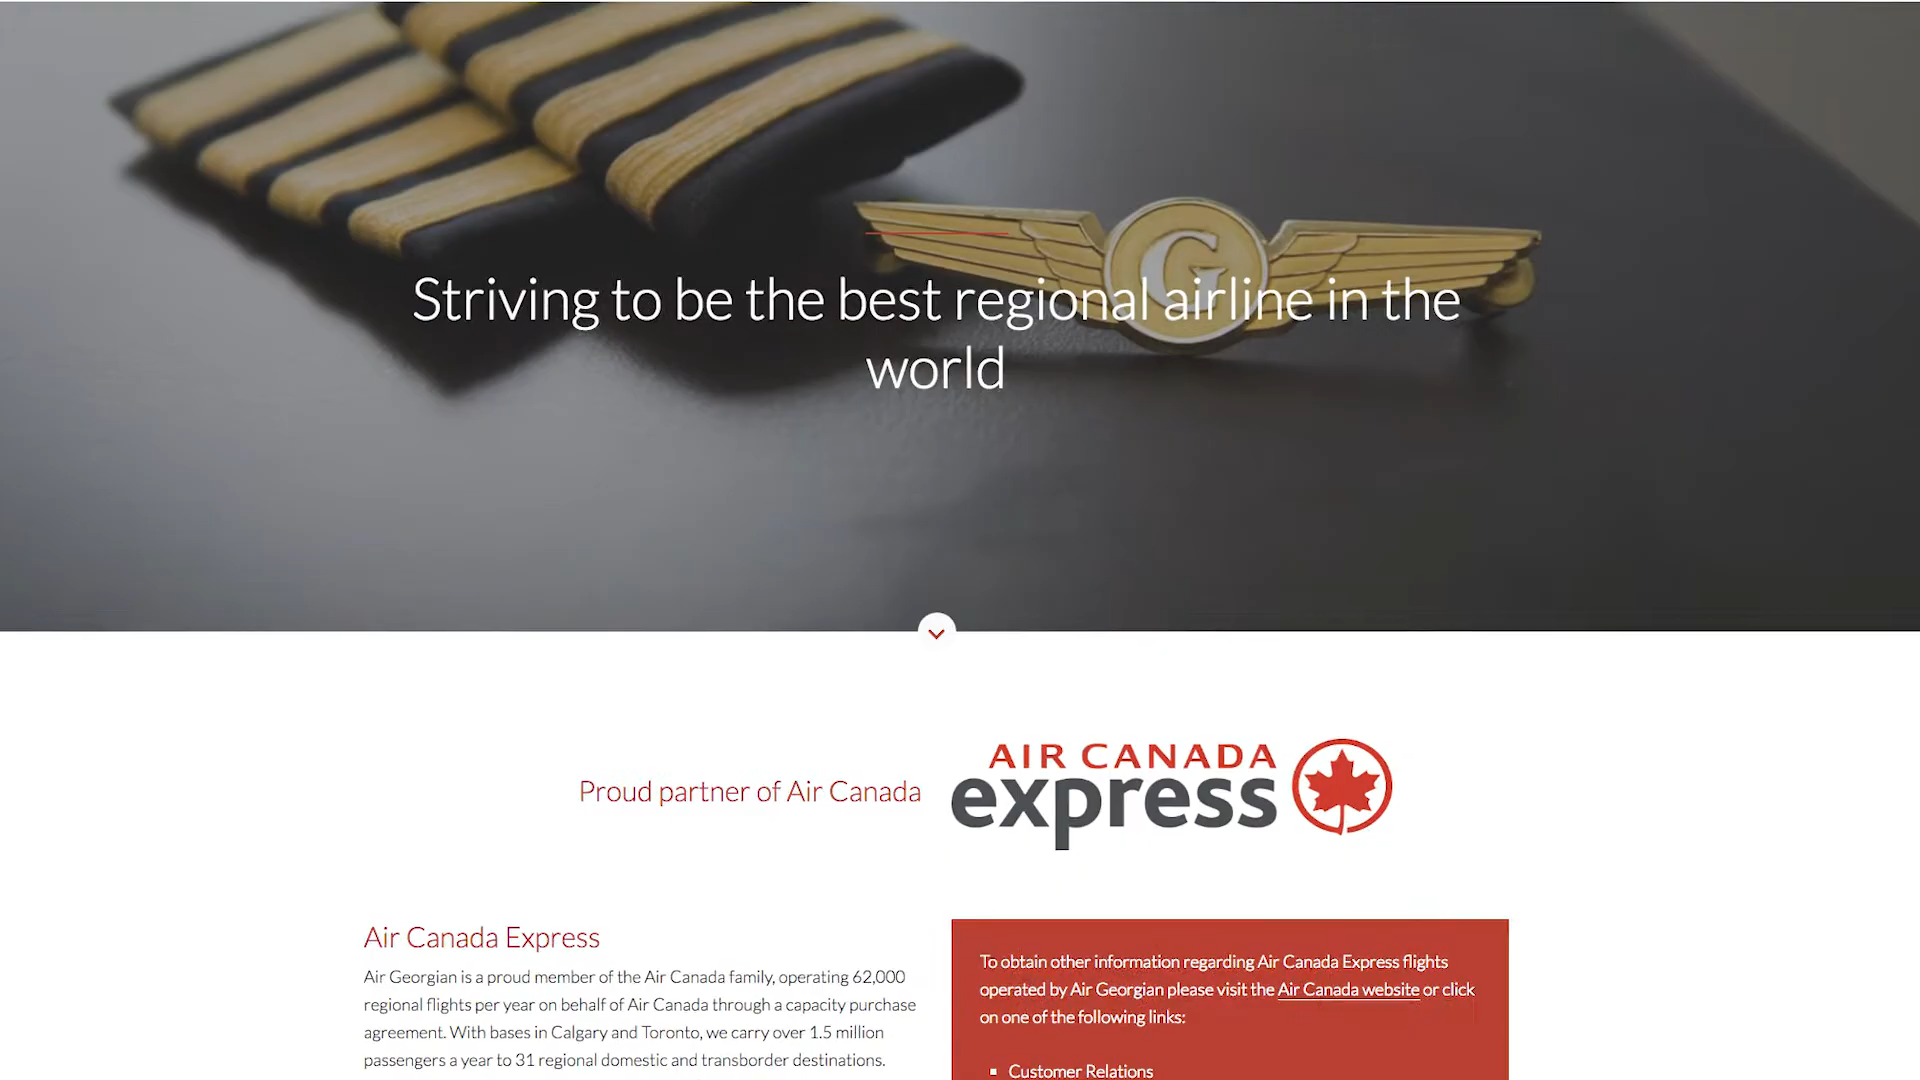 G
Striving to be the best regional airline in the
world
Proud partner of Air Canada
AIR CANADA
express
Air Canada Express
Air Georgian is a proud member of the Air Canada family, operating 62,000
regional flights per year on behalf of Air Canada through a capacity purchase
agreement. With bases in Calgary and Toronto, we carry over 1.5 million
passengers a year to 31 regional domestic and transborder destinations.
To obtain other information regarding Air Canada Express flights
operated by Air Georgian please visit the Air Canada website or click
on one of the following links:
▪ Customer Relations